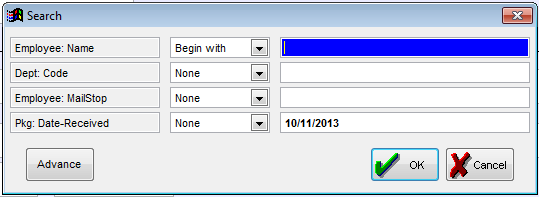 Search
Employee: Name Begin with
Dept: Code None
Employee: MailStop None
Pkg: Date-Received None 10/11/2013
Advance OK Cancel